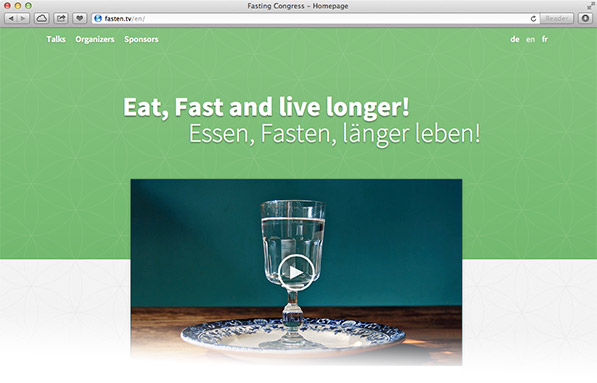 Fasting Congress – Homepage
fasten.tv/en/
Reader
Talks Organizers Sponsors
de en fr
Eat, Fast and live longer!
Essen, Fasten, länger leben!